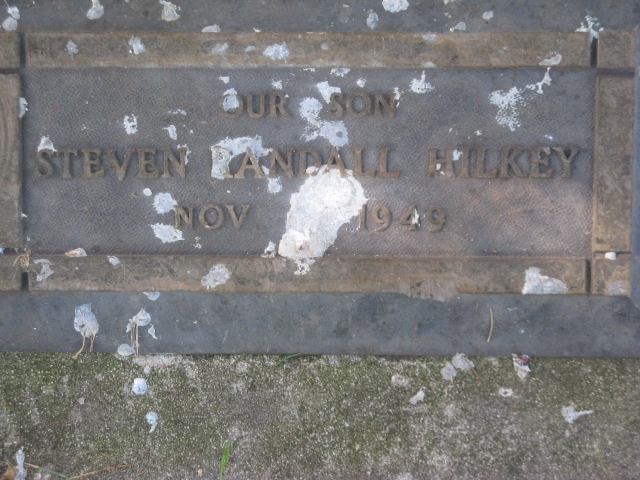 OUR SON
STEVEN RANDALL HILKEY
NOV 1949